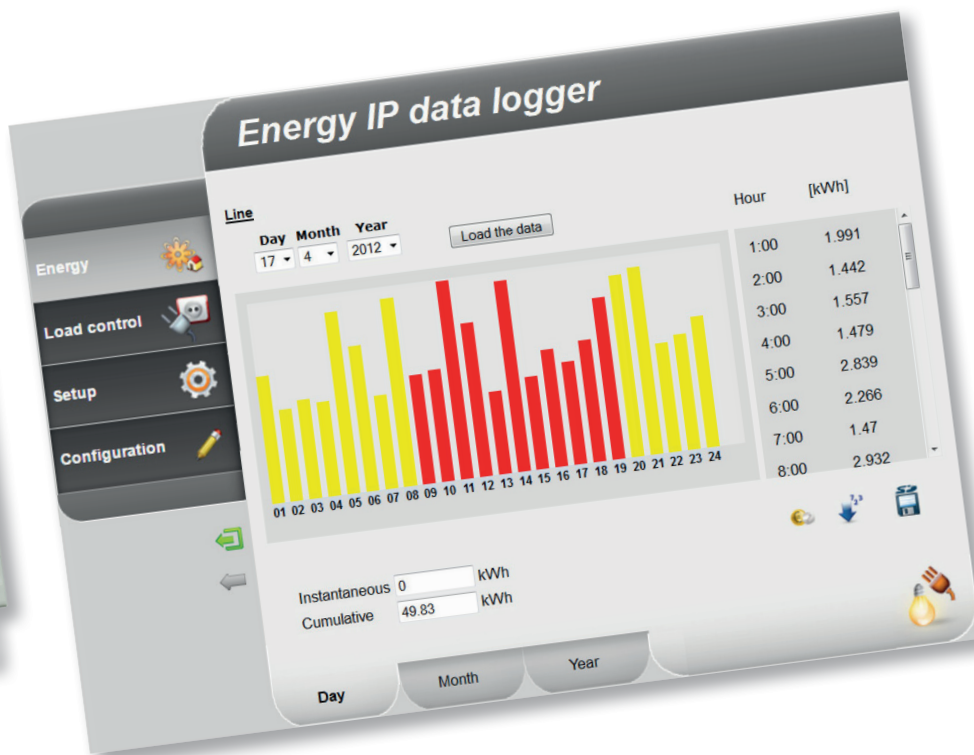 Energy IP data logger
Energy
Load control
Setup
Configuration
Line
Day Month Year
17 4 2012
Load the data
Hour [kWh]
1:00 1.991
2:00 1.442
3:00 1.557
4:00 1.479
5:00 2.839
6:00 2.266
7:00 1.47
8:00 2.932
01 02 03 04 05 06 07 08 09 10 11 12 13 14 15 16 17 18 19 20 21 22 23 24
1 2 3
Instantaneous 0 kWh
Cumulative 49.83 kWh
Day Month Year